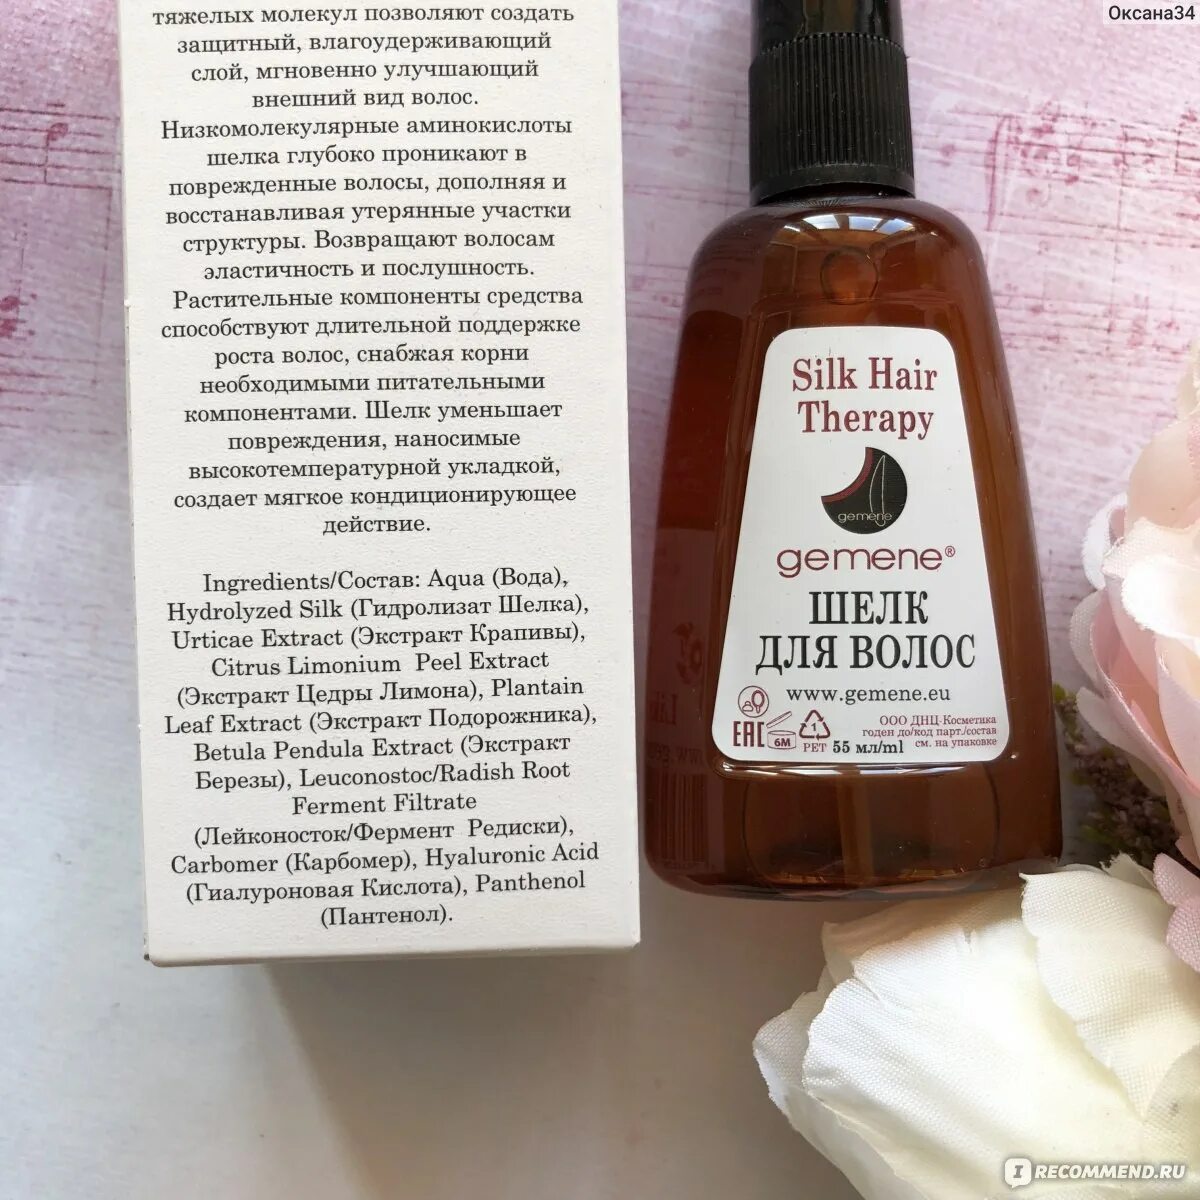 Оксана34
тяжелых молекул позволяют создать
защитный, влагоудерживающий
слой, мгновенно улучшающий
внешний вид волос.
Низкомолекулярные аминокислоты
шелка глубоко проникают в
поврежденные волосы, дополняя и
восстанавливая утерянные участки
структуры. Возвращают волосам
эластичность и послушность.
Растительные компоненты средства
способствуют длительной поддержке
роста волос, снабжая корни
необходимыми питательными
компонентами. Шелк уменьшает
повреждения, наносимые
высокотемпературной укладкой,
создает мягкое кондиционирующее
действие.
Ingredients/Состав: Aqua (Вода),
Hydrolyzed Silk (Гидролизат Шелка),
Urticae Extract (Экстракт Крапивы),
Citrus Limonium Peel Extract
(Экстракт Цедры Лимона), Plantain
Leaf Extract (Экстракт Подорожника),
Betula Pendula Extract (Экстракт
Березы), Leuconostoc/Radish Root
Ferment Filtrate
(Лейконосток/Фермент Редиски),
Carbomer (Карбомер), Hyaluronic Acid
(Гиалуроновая Кислота), Panthenol
(Пантенол).
Silk Hair
Therapy
gemene
gemene®
ШЕЛК
ДЛЯ ВОЛОС
www.gemene.eu
ООО ДНЦ-Косметика
годен до/код парт./состав
см. на упаковке
EAC 6M 1 PET 55 мл/ml
IRECOMMEND.RU